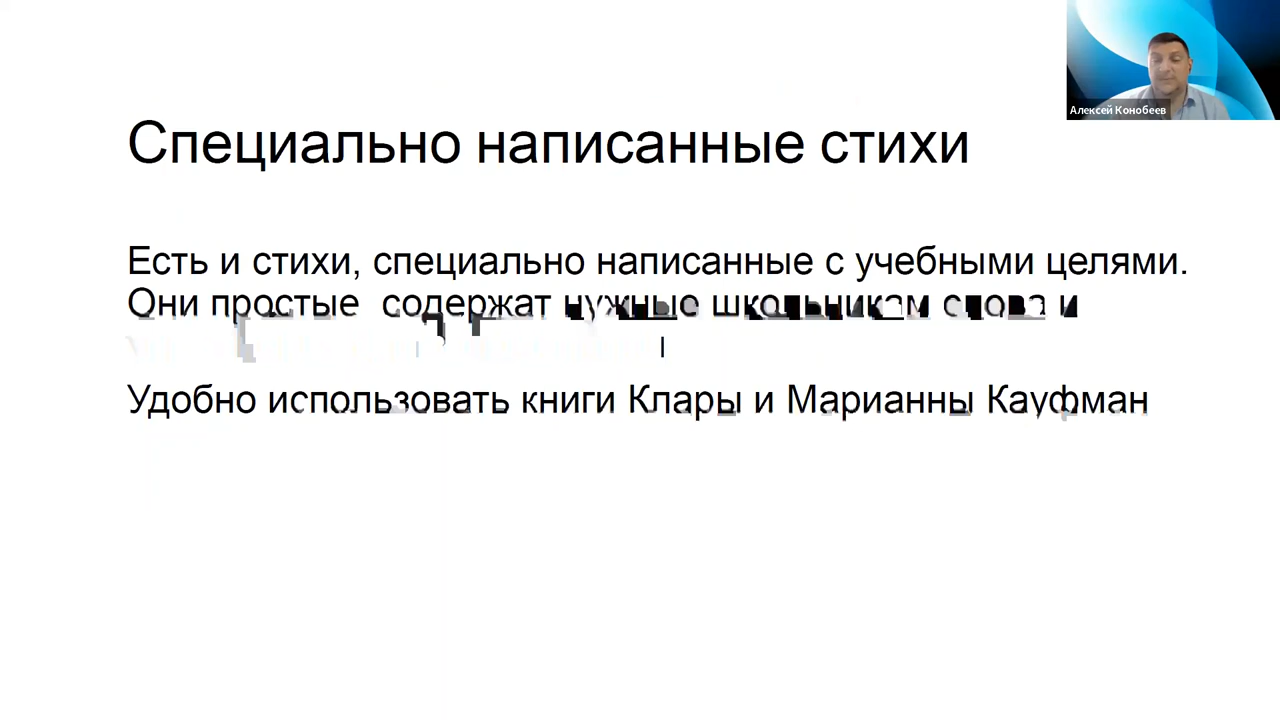 Алексей Конобеев
Специально написанные стихи
Есть и стихи, специально написанные с учебными целями.
Они простые содержат нужные школьникам слова и
Удобно использовать книги Клары и Марианны Кауфман